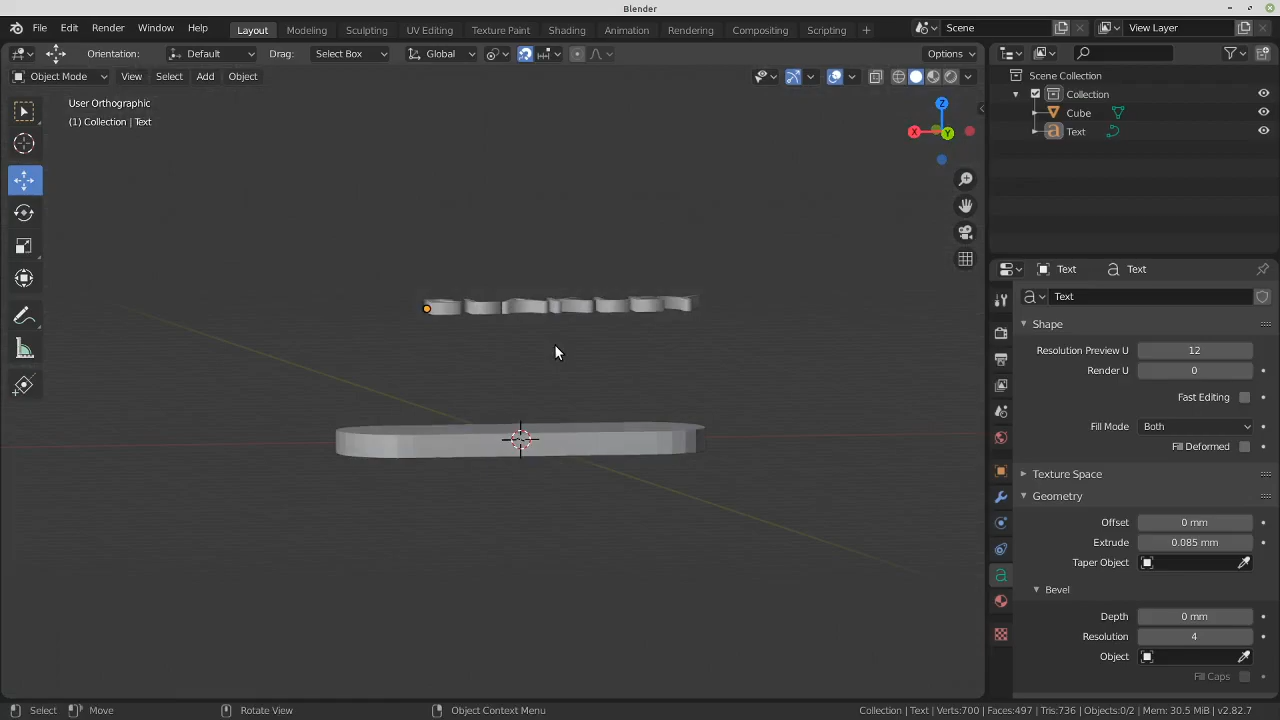 Blender
File Edit Render Window Help
Layout Modeling Sculpting UV Editing Texture Paint Shading Animation Rendering Compositing Scripting +
Scene
View Layer
Orientation: Default Drag: Select Box Global Options
Object Mode View Select Add Object
User Orthographic
(1) Collection | Text
Z
X
Y
Scene Collection
Collection
Cube
Text
Text Text
Text
Shape
Resolution Preview U 12
Render U 0
Fast Editing
Fill Mode Both
Fill Deformed
Texture Space
Geometry
Offset 0 mm
Extrude 0.085 mm
Taper Object
Bevel
Depth 0 mm
Resolution 4
Object
Fill Caps
Select Move Rotate View Object Context Menu Collection | Text | Verts:700 | Faces:497 | Tris:736 | Objects:0/2 | Mem: 30.5 MiB | v2.82.7